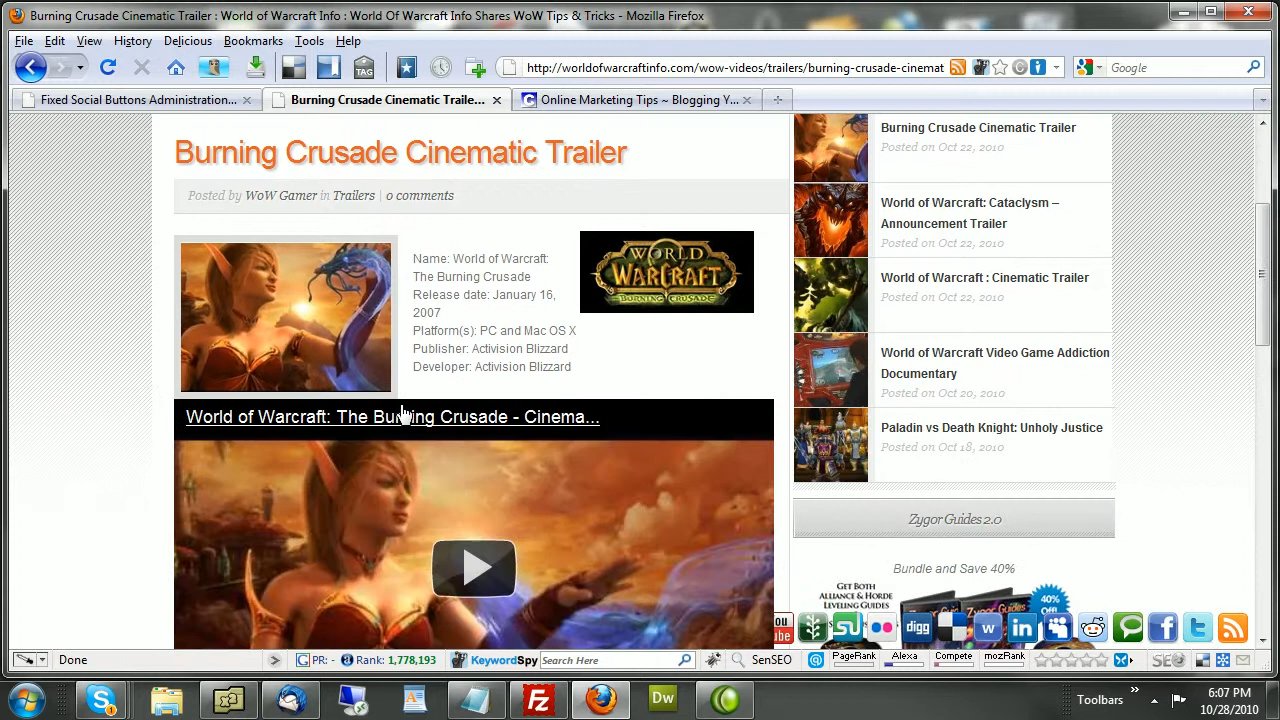 Burning Crusade Cinematic Trailer : World of Warcraft Info : World Of Warcraft Info Shares WoW Tips & Tricks - Mozilla Firefox
File Edit View History Delicious Bookmarks Tools Help
TAG
http://worldofwarcraftinfo.com/wow-videos/trailers/burning-crusade-cinemat
Google
Fixed Social Buttons Administration...
Burning Crusade Cinematic Traile...
Online Marketing Tips ~ Blogging Y...
Burning Crusade Cinematic Trailer
Posted by WoW Gamer in Trailers | 0 comments
Name: World of Warcraft:
The Burning Crusade
Release date: January 16,
2007
Platform(s): PC and Mac OS X
Publisher: Activision Blizzard
Developer: Activision Blizzard
WORLD
OF
WARCRAFT
BURNING CRUSADE
World of Warcraft: The Burning Crusade - Cinema...
Burning Crusade Cinematic Trailer
Posted on Oct 22, 2010
World of Warcraft: Cataclysm –
Announcement Trailer
Posted on Oct 22, 2010
World of Warcraft : Cinematic Trailer
Posted on Oct 22, 2010
World of Warcraft Video Game Addiction
Documentary
Posted on Oct 20, 2010
Paladin vs Death Knight: Unholy Justice
Posted on Oct 18, 2010
Zygor Guides 2.0
Bundle and Save 40%
GET BOTH
ALLIANCE & HORDE
LEVELING GUIDES
40%
Off!
You
Tube
digg
w
in
f
t
Done
PR: -
Rank: 1,778,193
KeywordSpy
Search Here
SenSEO
PageRank
Alexa
Compete
mozRank
SEO
S
1
Fz
Dw
Toolbars
6:07 PM
10/28/2010